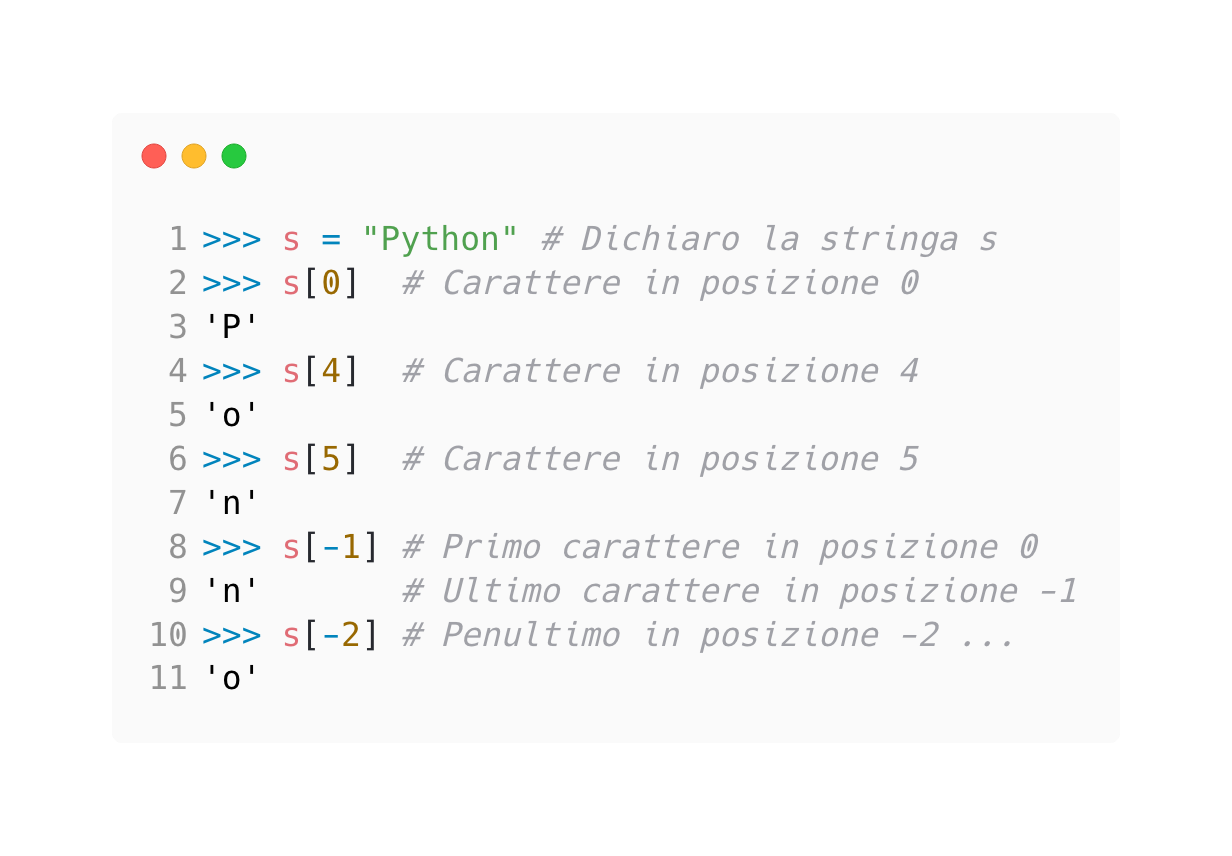 1 >>> s = "Python" # Dichiaro la stringa s
2 >>> s[0]  # Carattere in posizione 0
3 'P'
4 >>> s[4]  # Carattere in posizione 4
5 'o'
6 >>> s[5]  # Carattere in posizione 5
7 'n'
8 >>> s[-1] # Primo carattere in posizione 0
9 'n'       # Ultimo carattere in posizione -1
10 >>> s[-2] # Penultimo in posizione -2 ...
11 'o'